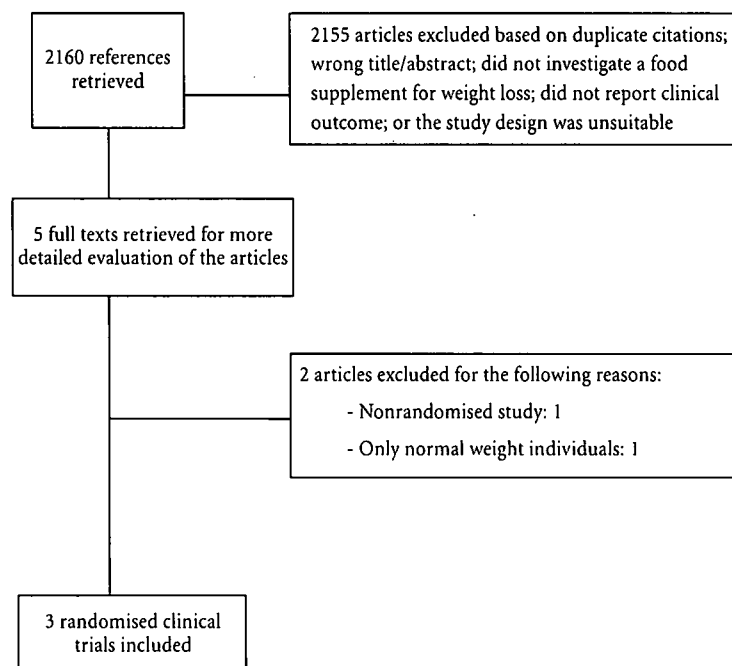 2160 references
retrieved
2155 articles excluded based on duplicate citations;
wrong title/abstract; did not investigate a food
supplement for weight loss; did not report clinical
outcome; or the study design was unsuitable
5 full texts retrieved for more
detailed evaluation of the articles
2 articles excluded for the following reasons:
- Nonrandomised study: 1
- Only normal weight individuals: 1
3 randomised clinical
trials included